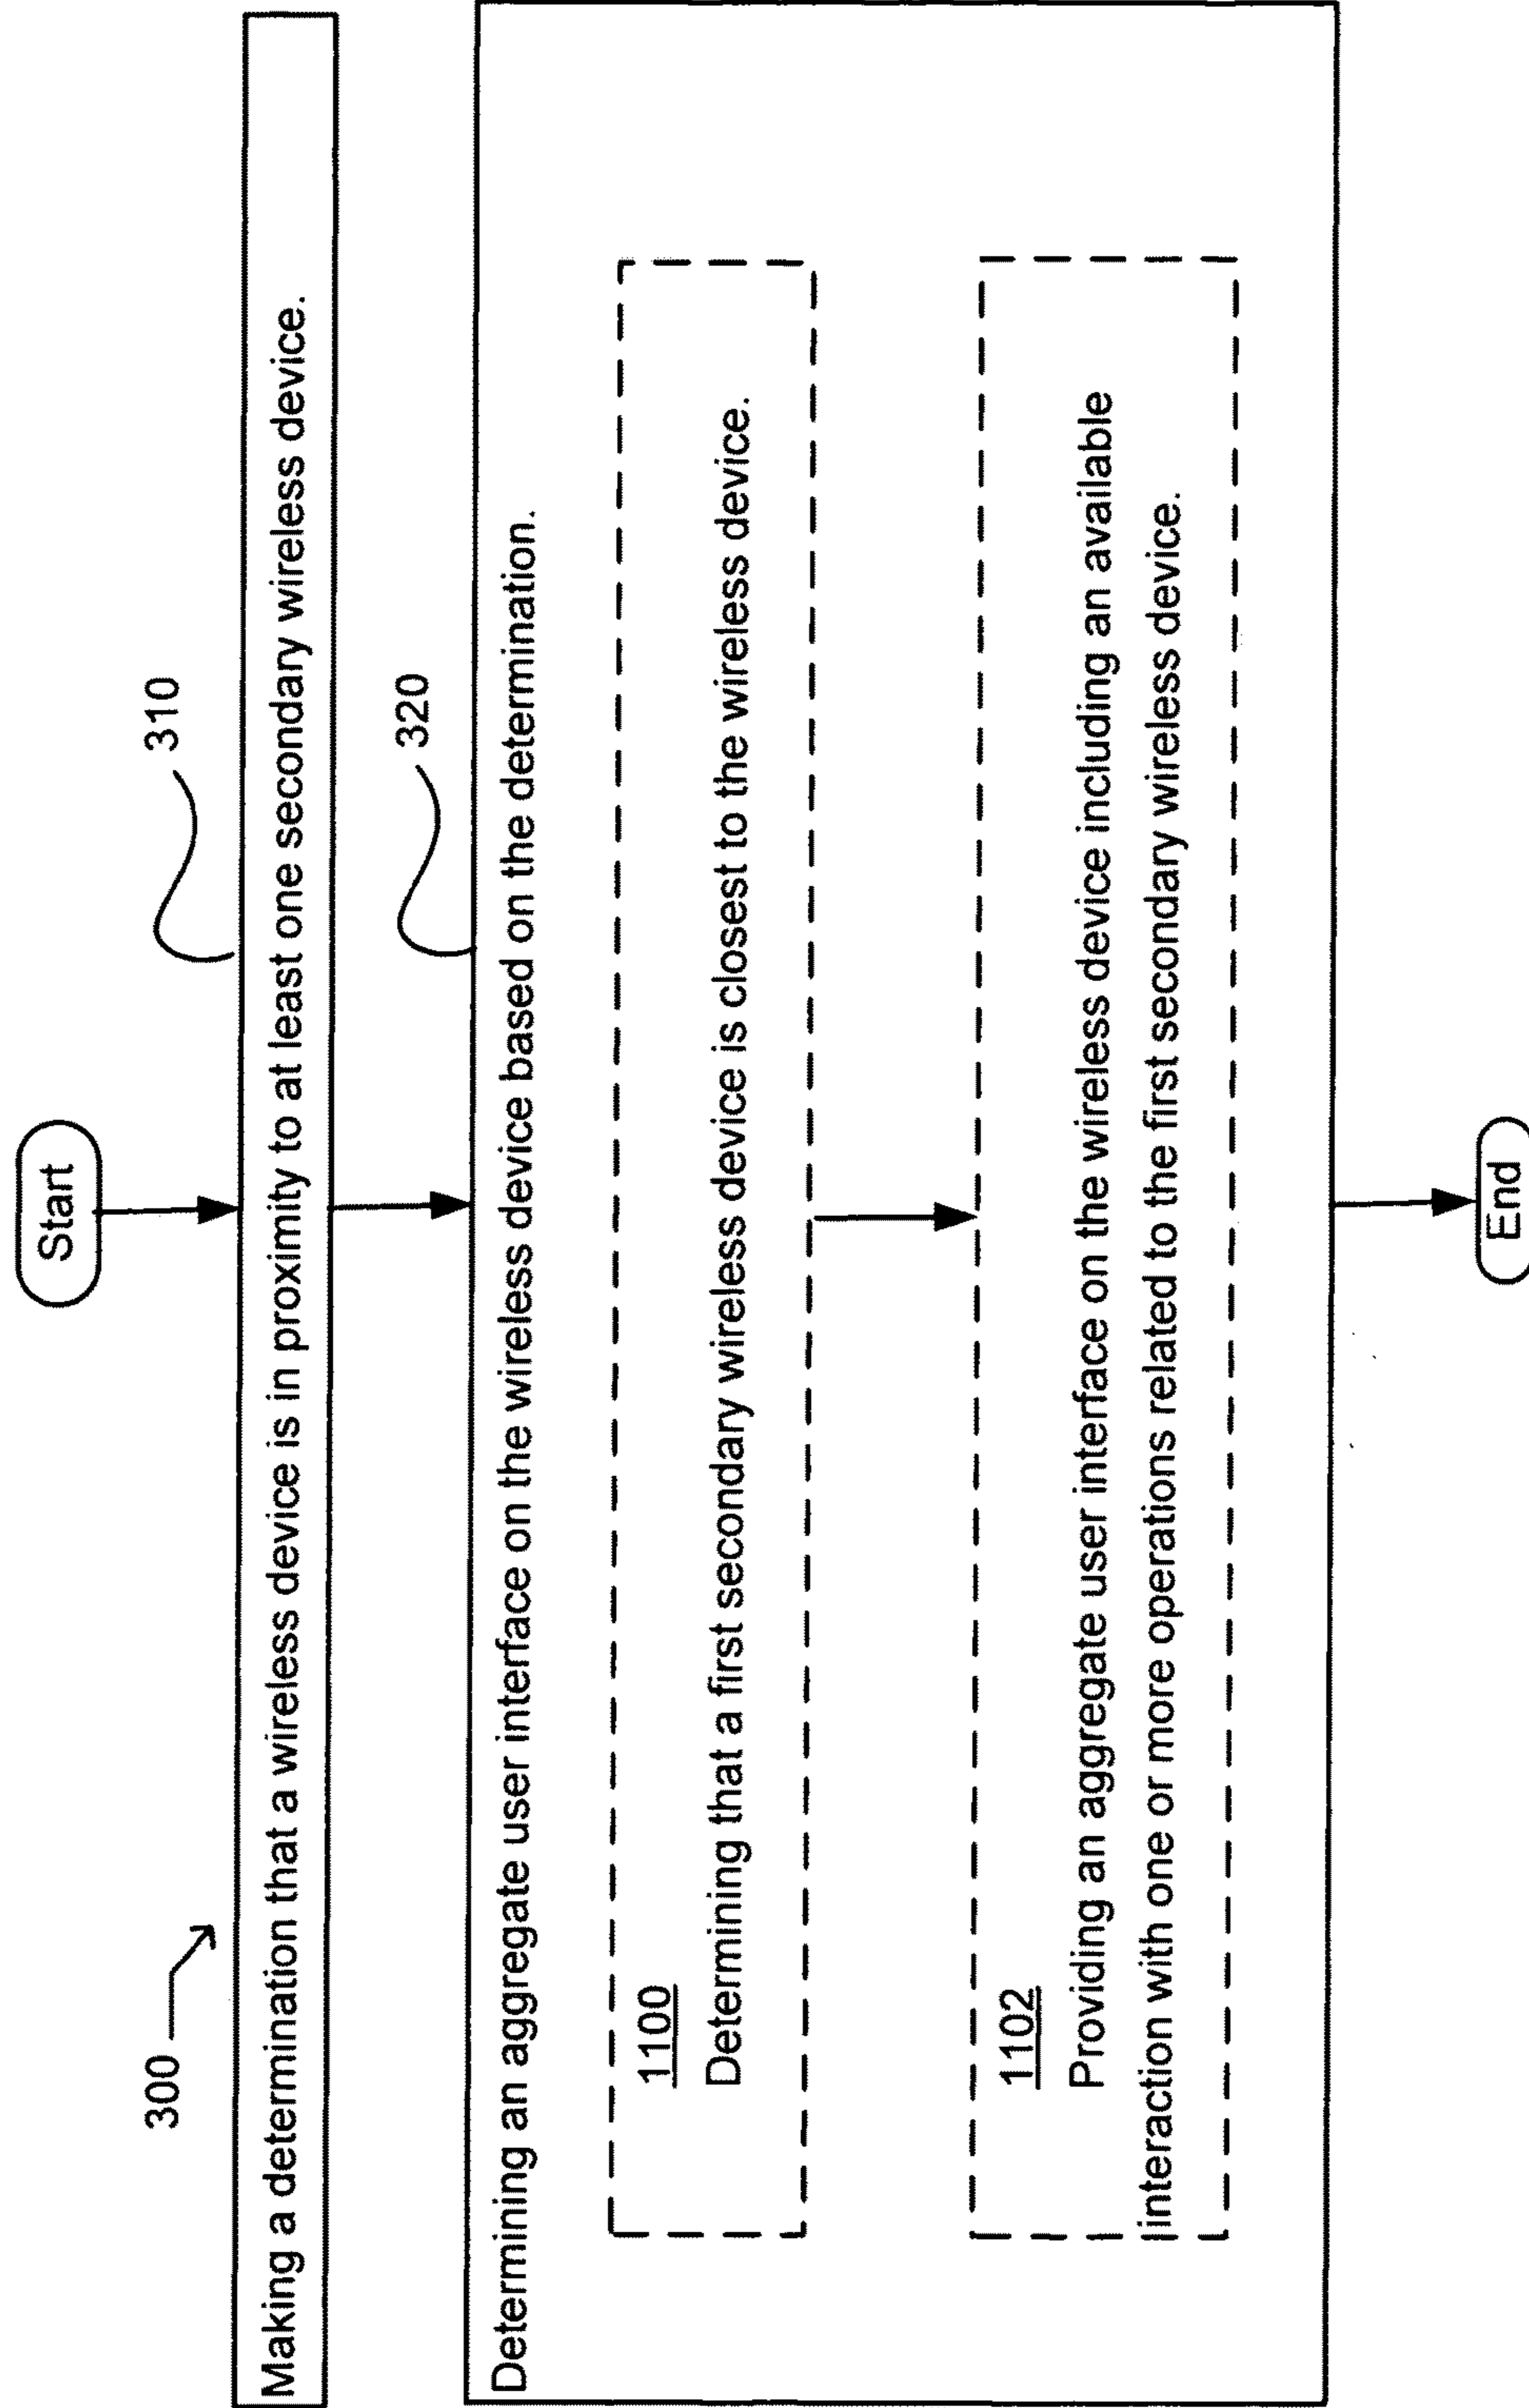 Start
300
310
Making a determination that a wireless device is in proximity to at least one secondary wireless device.
320
Determining an aggregate user interface on the wireless device based on the determination.
1100
Determining that a first secondary wireless device is closest to the wireless device.
1102
Providing an aggregate user interface on the wireless device including an available
interaction with one or more operations related to the first secondary wireless device.
End